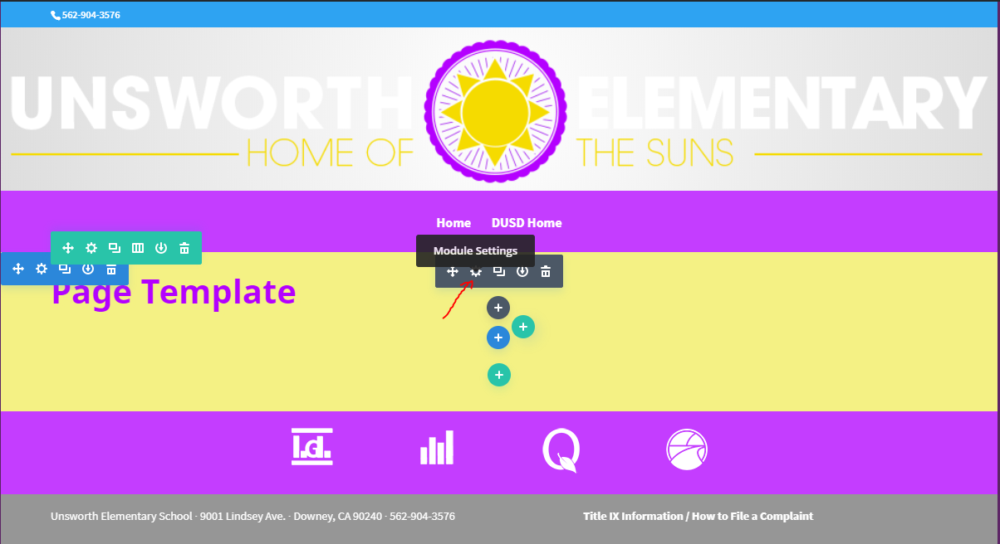 562-904-3576
UNSWORTH ELEMENTARY
HOME OF THE SUNS
Home DUSD Home
Module Settings
Page Template
I.G.I.
Unsworth Elementary School · 9001 Lindsey Ave. · Downey, CA 90240 · 562-904-3576
Title IX Information / How to File a Complaint